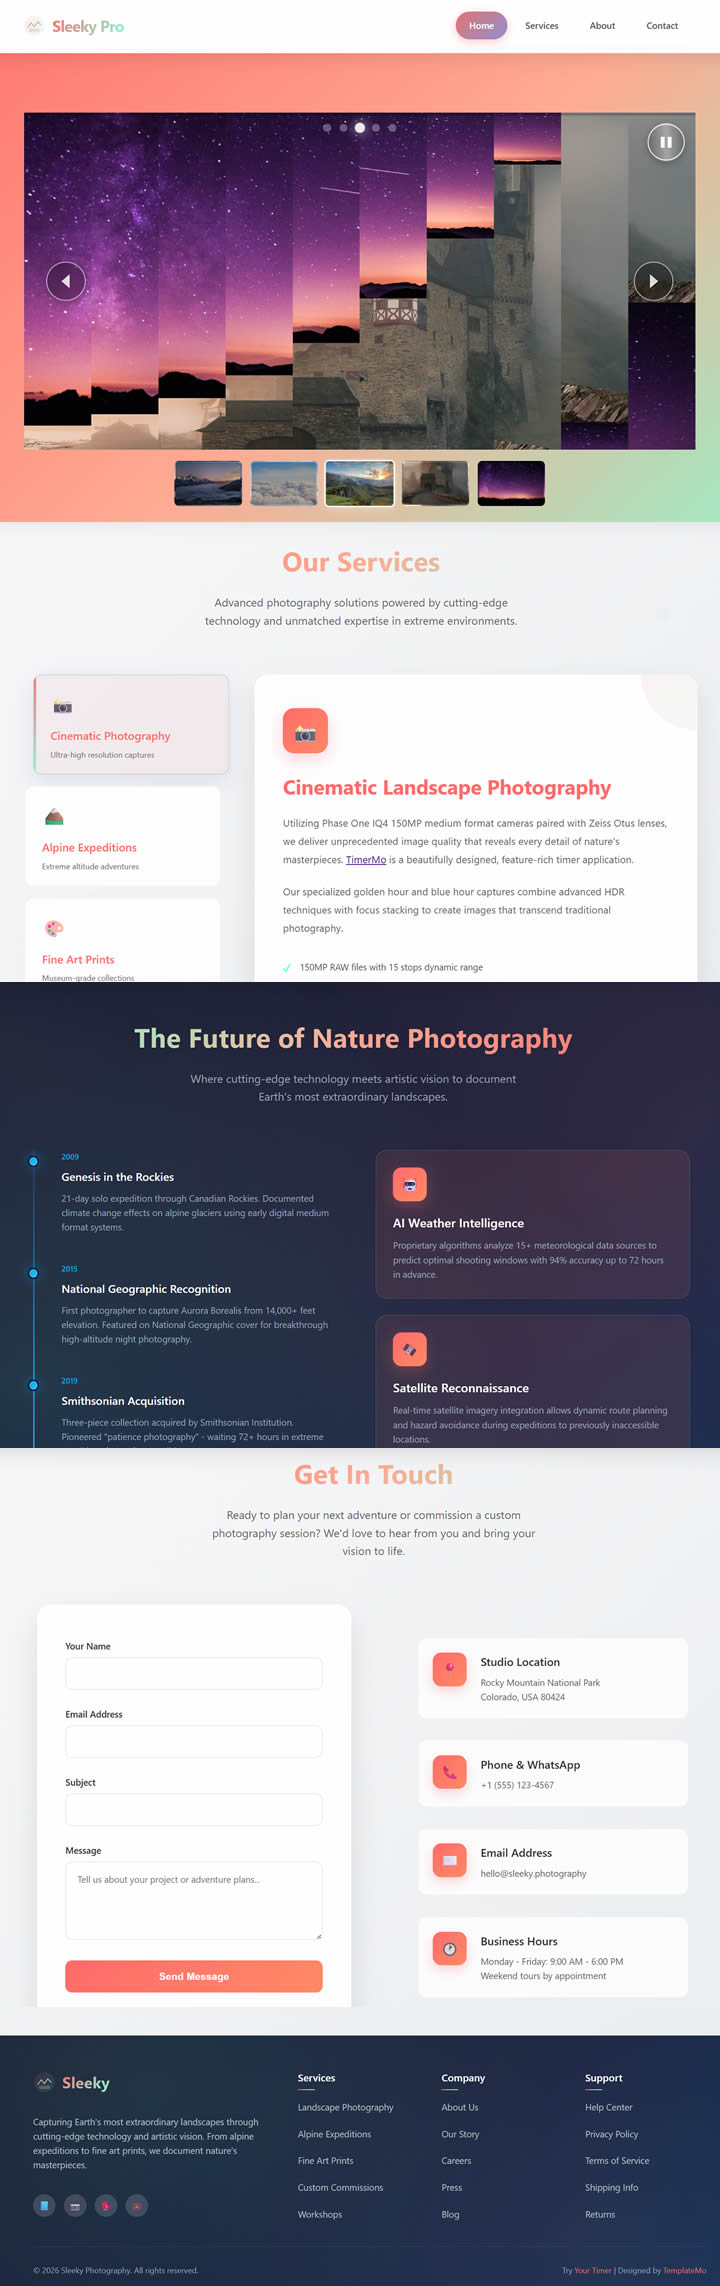 Sleeky Pro
Home
Services
About
Contact
Our Services
Advanced photography solutions powered by cutting-edge
technology and unmatched expertise in extreme environments.
Cinematic Photography
Ultra-high resolution captures
Alpine Expeditions
Extreme altitude adventures
Fine Art Prints
Museum-grade collections
Cinematic Landscape Photography
Utilizing Phase One IQ4 150MP medium format cameras paired with Zeiss Otus lenses,
we deliver unprecedented image quality that reveals every detail of nature's
masterpieces. TimerMo is a beautifully designed, feature-rich timer application.
Our specialized golden hour and blue hour captures combine advanced HDR
techniques with focus stacking to create images that transcend traditional
photography.
✓ 150MP RAW files with 15 stops dynamic range
The Future of Nature Photography
Where cutting-edge technology meets artistic vision to document
Earth's most extraordinary landscapes.
2009
Genesis in the Rockies
21-day solo expedition through Canadian Rockies. Documented
climate change effects on alpine glaciers using early digital medium
format systems.
2015
National Geographic Recognition
First photographer to capture Aurora Borealis from 14,000+ feet
elevation. Featured on National Geographic cover for breakthrough
high-altitude night photography.
2019
Smithsonian Acquisition
Three-piece collection acquired by Smithsonian Institution.
Pioneered "patience photography" - waiting 72+ hours in extreme
AI Weather Intelligence
Proprietary algorithms analyze 15+ meteorological data sources to
predict optimal shooting windows with 94% accuracy up to 72 hours
in advance.
Satellite Reconnaissance
Real-time satellite imagery integration allows dynamic route planning
and hazard avoidance during expeditions to previously inaccessible
locations.
Get In Touch
Ready to plan your next adventure or commission a custom
photography session? We'd love to hear from you and bring your
vision to life.
Your Name
Email Address
Subject
Message
Tell us about your project or adventure plans...
Send Message
Studio Location
Rocky Mountain National Park
Colorado, USA 80424
Phone & WhatsApp
+1 (555) 123-4567
Email Address
hello@sleeky.photography
Business Hours
Monday - Friday: 9:00 AM - 6:00 PM
Weekend tours by appointment
Sleeky
Capturing Earth's most extraordinary landscapes through
cutting-edge technology and artistic vision. From alpine
expeditions to fine art prints, we document nature's
masterpieces.
Services
Landscape Photography
Alpine Expeditions
Fine Art Prints
Custom Commissions
Workshops
Company
About Us
Our Story
Careers
Press
Blog
Support
Help Center
Privacy Policy
Terms of Service
Shipping Info
Returns
© 2026 Sleeky Photography. All rights reserved.
Try Your Timer | Designed by TemplateMo